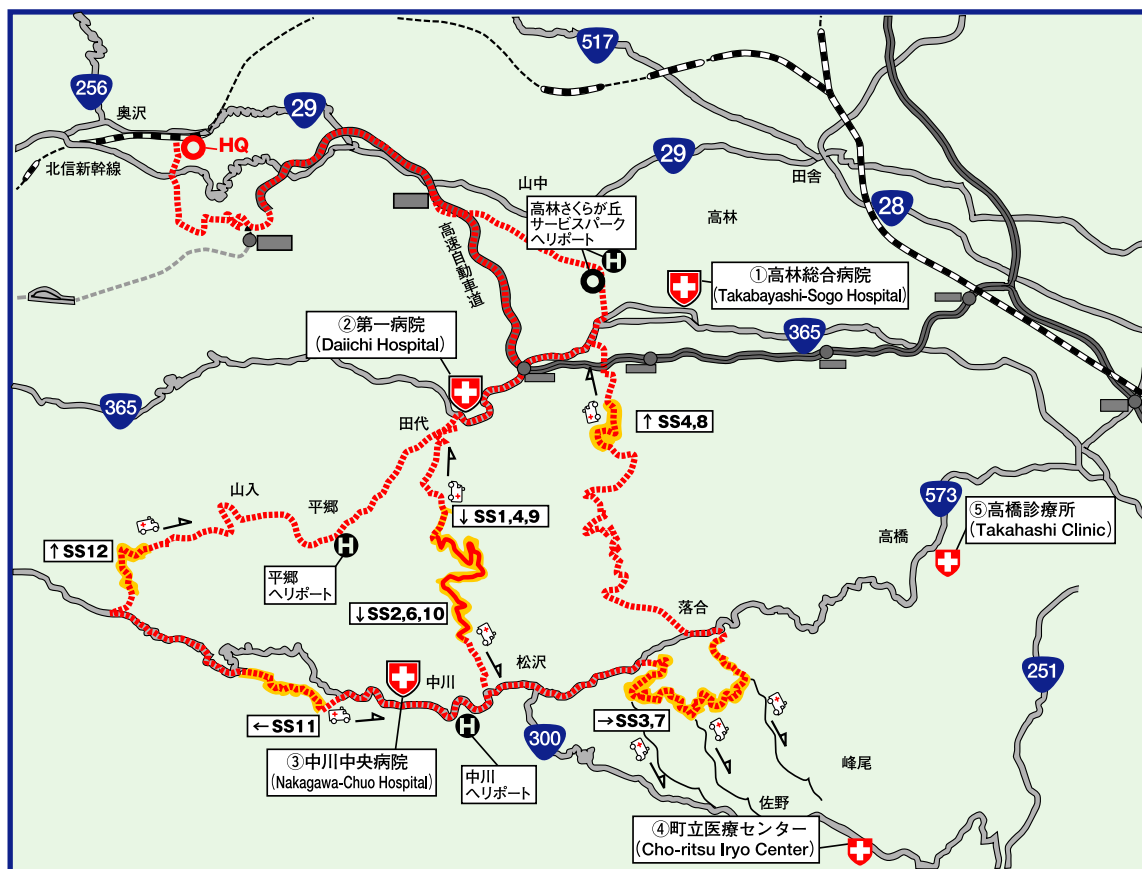 517
256
奥沢
29
HQ
北信新幹線
山中
29
田舎
高林さくらが丘
サービスパーク
ヘリポート
高林
28
H
高速自動車道
①高林総合病院
(Takabayashi-Sogo Hospital)
②第一病院
(Daiichi Hospital)
365
365
田代
↑SS4,8
山入
平郷
↓SS1,4,9
573
⑤高橋診療所
(Takahashi Clinic)
高橋
↑SS12
H
平郷
ヘリポート
↓SS2,6,10
落合
松沢
251
中川
←SS11
→SS3,7
H
300
③中川中央病院
(Nakagawa-Chuo Hospital)
中川
ヘリポート
峰尾
佐野
④町立医療センター
(Cho-ritsu Iryo Center)